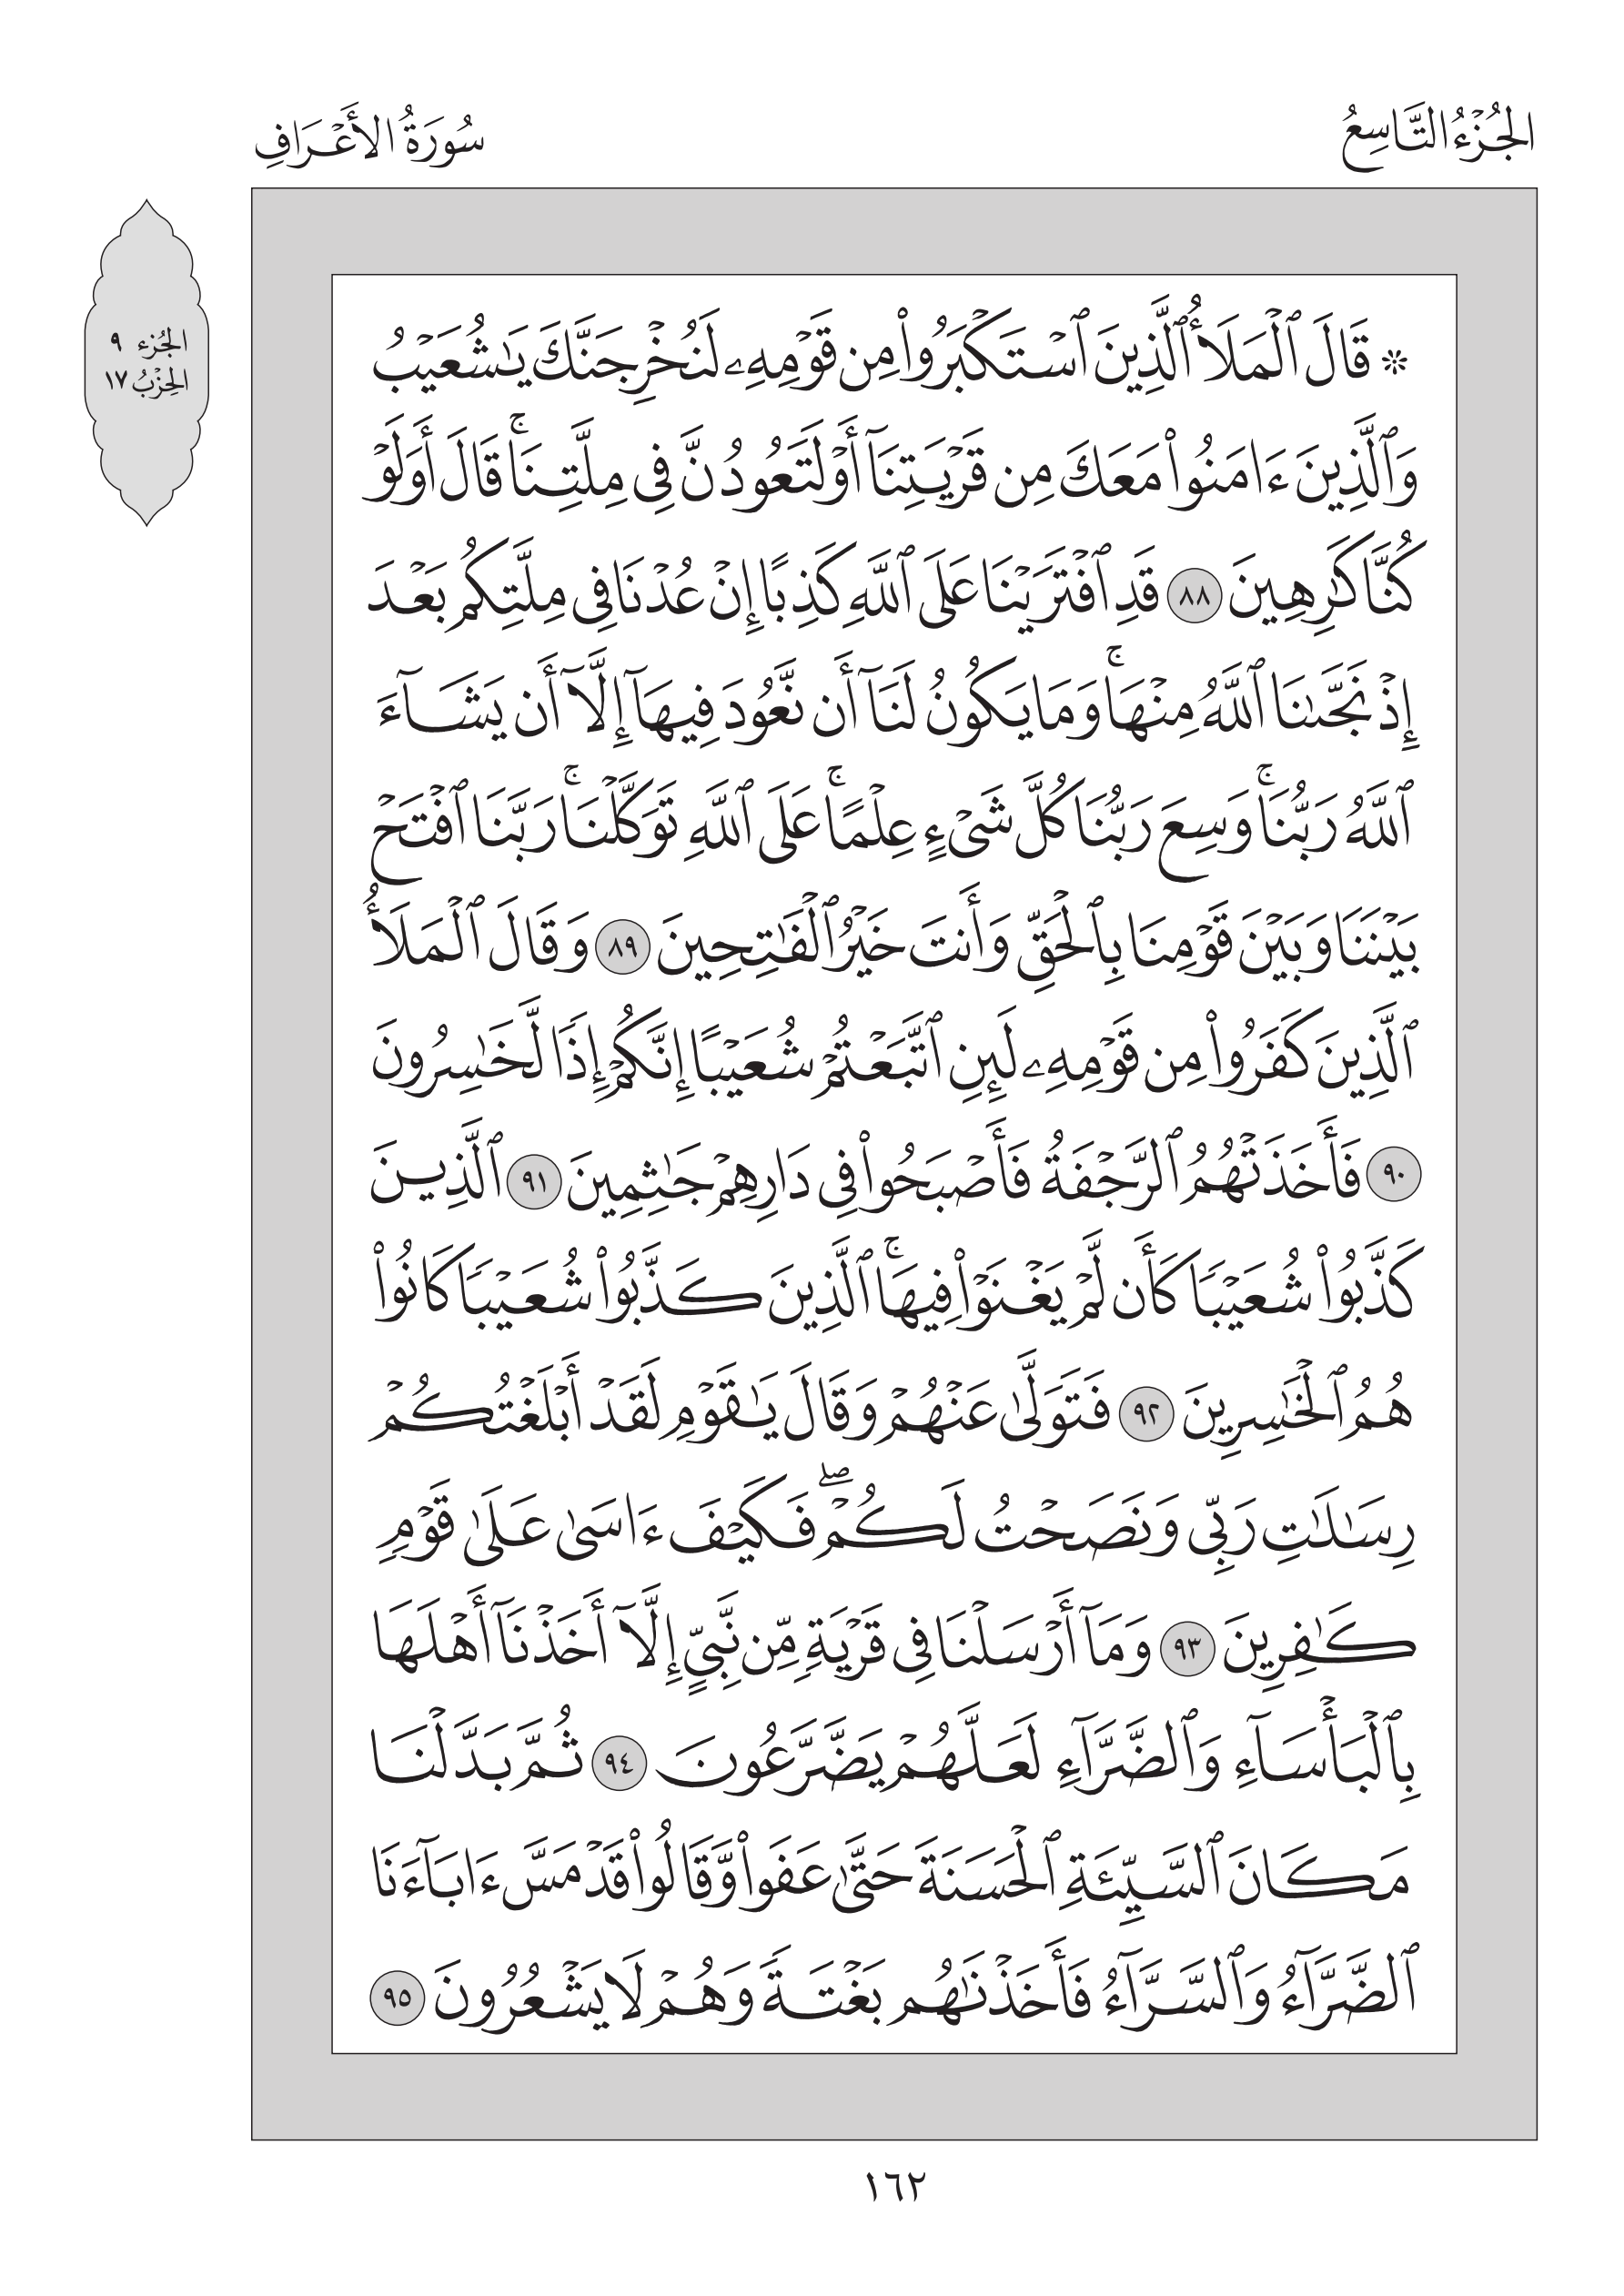 الجُزْءُ التَّاسِعُ
سُورَةُ الأَعْرَافِ
الجُزء ٩
الحِزْبُ ١٧
۞ قَالَ ٱلْمَلَأُ ٱلَّذِينَ ٱسْتَكْبَرُوا۟ مِن قَوْمِهِۦ لَنُخْرِجَنَّكَ يَٰشُعَيْبُ
وَٱلَّذِينَ ءَامَنُوا۟ مَعَكَ مِن قَرْيَتِنَآ أَوْ لَتَعُودُنَّ فِى مِلَّتِنَا ۚ قَالَ أَوَلَوْ
كُنَّا كَٰرِهِينَ ٨٨ قَدِ ٱفْتَرَيْنَا عَلَى ٱللَّهِ كَذِبًا إِنْ عُدْنَا فِى مِلَّتِكُم بَعْدَ
إِذْ نَجَّىٰنَا ٱللَّهُ مِنْهَا ۚ وَمَا يَكُونُ لَنَآ أَن نَّعُودَ فِيهَآ إِلَّآ أَن يَشَآءَ
ٱللَّهُ رَبُّنَا ۚ وَسِعَ رَبُّنَا كُلَّ شَىْءٍ عِلْمًا ۚ عَلَى ٱللَّهِ تَوَكَّلْنَا ۚ رَبَّنَا ٱفْتَحْ
بَيْنَنَا وَبَيْنَ قَوْمِنَا بِٱلْحَقِّ وَأَنتَ خَيْرُ ٱلْفَٰتِحِينَ ٨٩ وَقَالَ ٱلْمَلَأُ
ٱلَّذِينَ كَفَرُوا۟ مِن قَوْمِهِۦ لَئِنِ ٱتَّبَعْتُمْ شُعَيْبًا إِنَّكُمْ إِذًا لَّخَٰسِرُونَ
٩٠ فَأَخَذَتْهُمُ ٱلرَّجْفَةُ فَأَصْبَحُوا۟ فِى دَارِهِمْ جَٰثِمِينَ ٩١ ٱلَّذِينَ
كَذَّبُوا۟ شُعَيْبًا كَأَن لَّمْ يَغْنَوْا۟ فِيهَا ۚ ٱلَّذِينَ كَذَّبُوا۟ شُعَيْبًا كَانُوا۟
هُمُ ٱلْخَٰسِرِينَ ٩٢ فَتَوَلَّىٰ عَنْهُمْ وَقَالَ يَٰقَوْمِ لَقَدْ أَبْلَغْتُكُمْ
رِسَٰلَٰتِ رَبِّى وَنَصَحْتُ لَكُمْ ۖ فَكَيْفَ ءَاسَىٰ عَلَىٰ قَوْمٍ
كَٰفِرِينَ ٩٣ وَمَآ أَرْسَلْنَا فِى قَرْيَةٍ مِّن نَّبِىٍّ إِلَّآ أَخَذْنَآ أَهْلَهَا
بِٱلْبَأْسَآءِ وَٱلضَّرَّآءِ لَعَلَّهُمْ يَضَّرَّعُونَ ٩٤ ثُمَّ بَدَّلْنَا
مَكَانَ ٱلسَّيِّئَةِ ٱلْحَسَنَةَ حَتَّىٰ عَفَوا۟ وَّقَالُوا۟ قَدْ مَسَّ ءَابَآءَنَا
ٱلضَّرَّآءُ وَٱلسَّرَّآءُ فَأَخَذْنَٰهُم بَغْتَةً وَهُمْ لَا يَشْعُرُونَ ٩٥
١٦٢